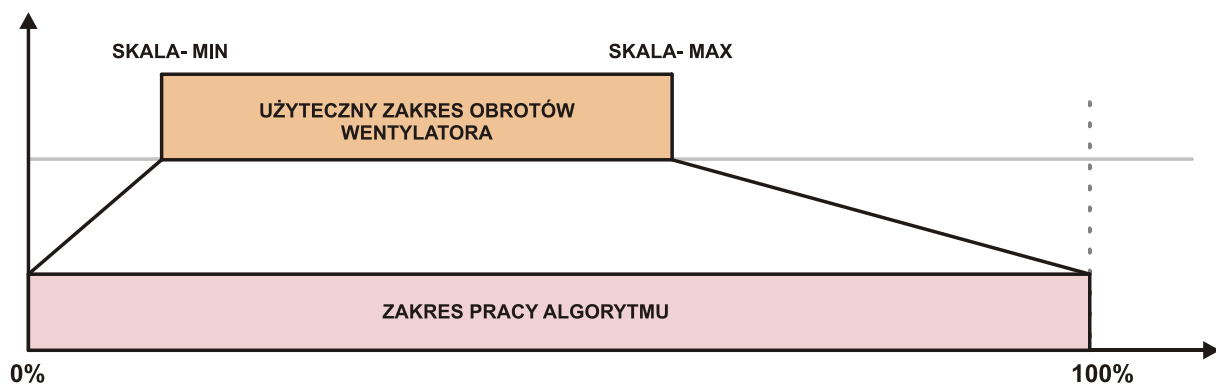 SKALA- MIN
SKALA- MAX
UŻYTECZNY ZAKRES OBROTÓW
WENTYLATORA
ZAKRES PRACY ALGORYTMU
0%
100%